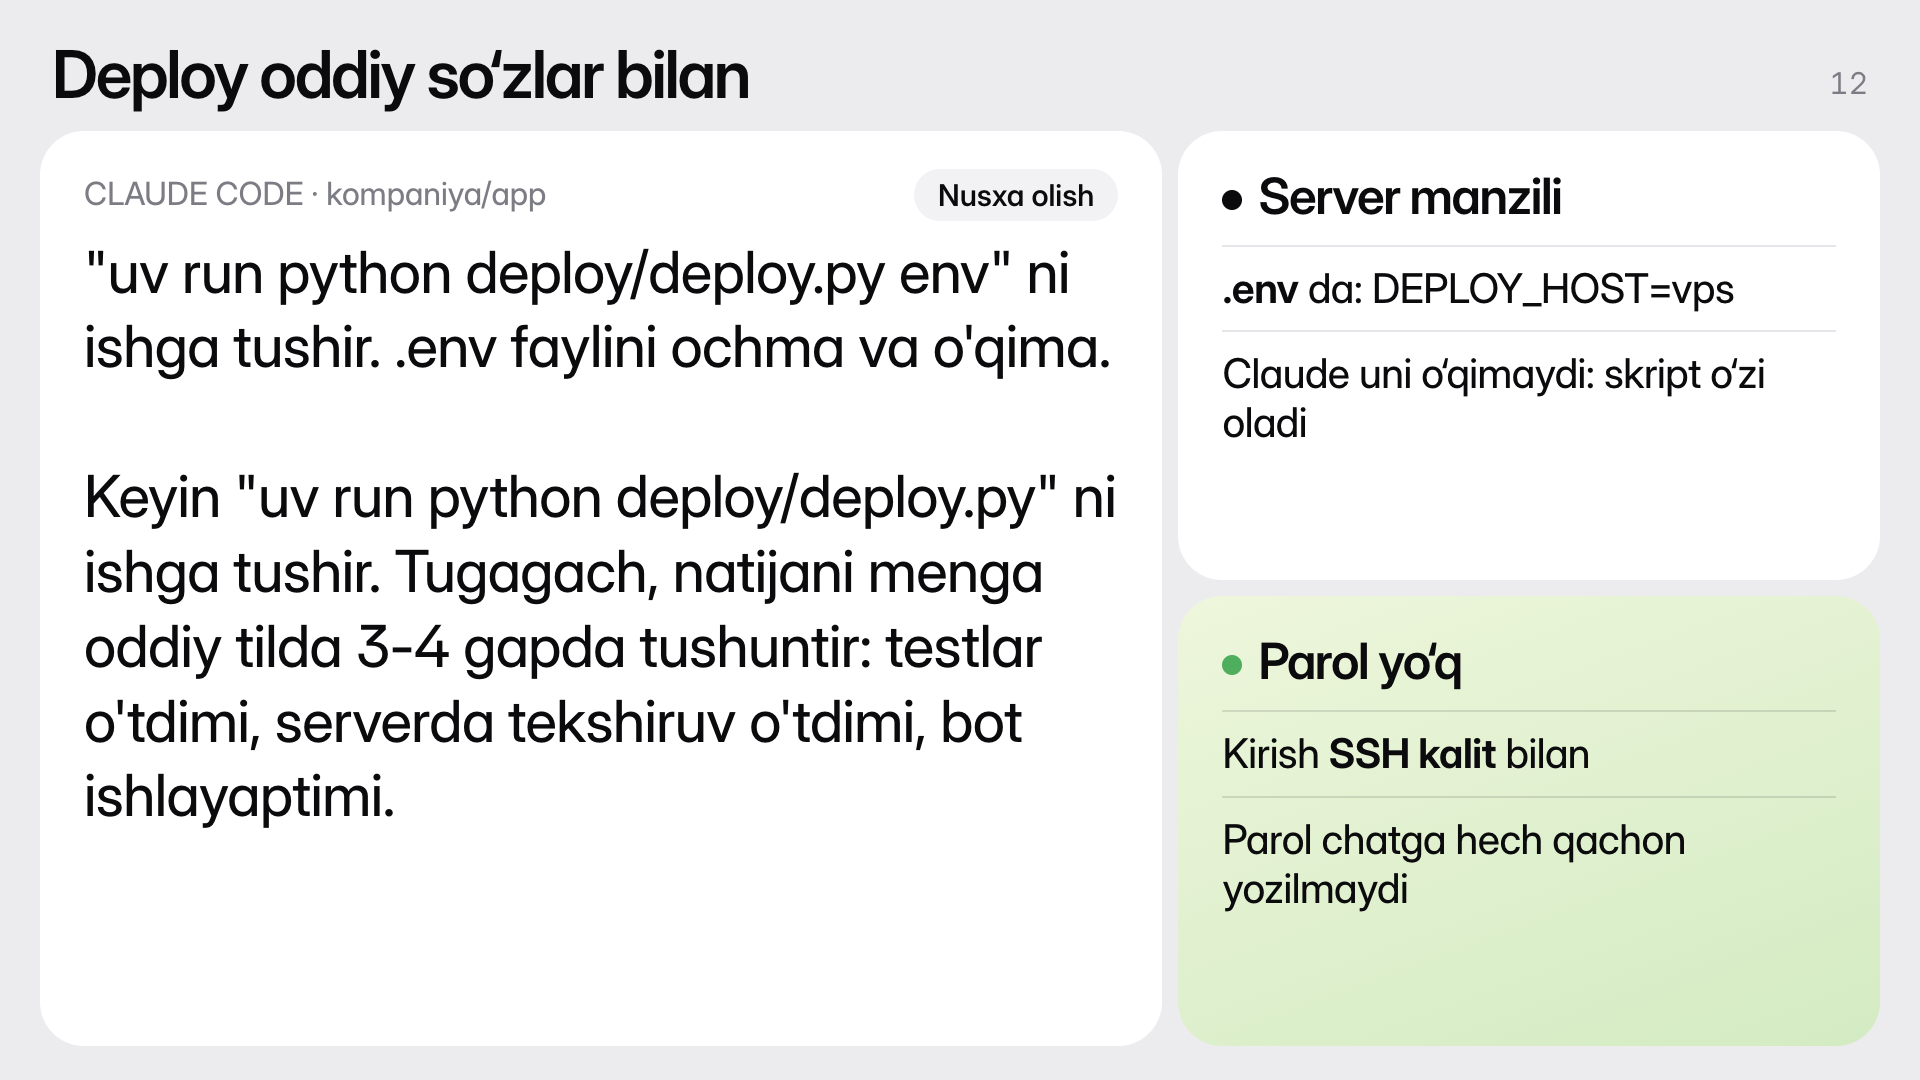 Deploy oddiy so‘zlar bilan
12
CLAUDE CODE · kompaniya/app
Nusxa olish
"uv run python deploy/deploy.py env" ni
ishga tushir. .env faylini ochma va o'qima.
Keyin "uv run python deploy/deploy.py" ni
ishga tushir. Tugagach, natijani menga
oddiy tilda 3-4 gapda tushuntir: testlar
o'tdimi, serverda tekshiruv o'tdimi, bot
ishlayaptimi.
Server manzili
.env da: DEPLOY_HOST=vps
Claude uni o‘qimaydi: skript o‘zi
oladi
Parol yo‘q
Kirish SSH kalit bilan
Parol chatga hech qachon
yozilmaydi